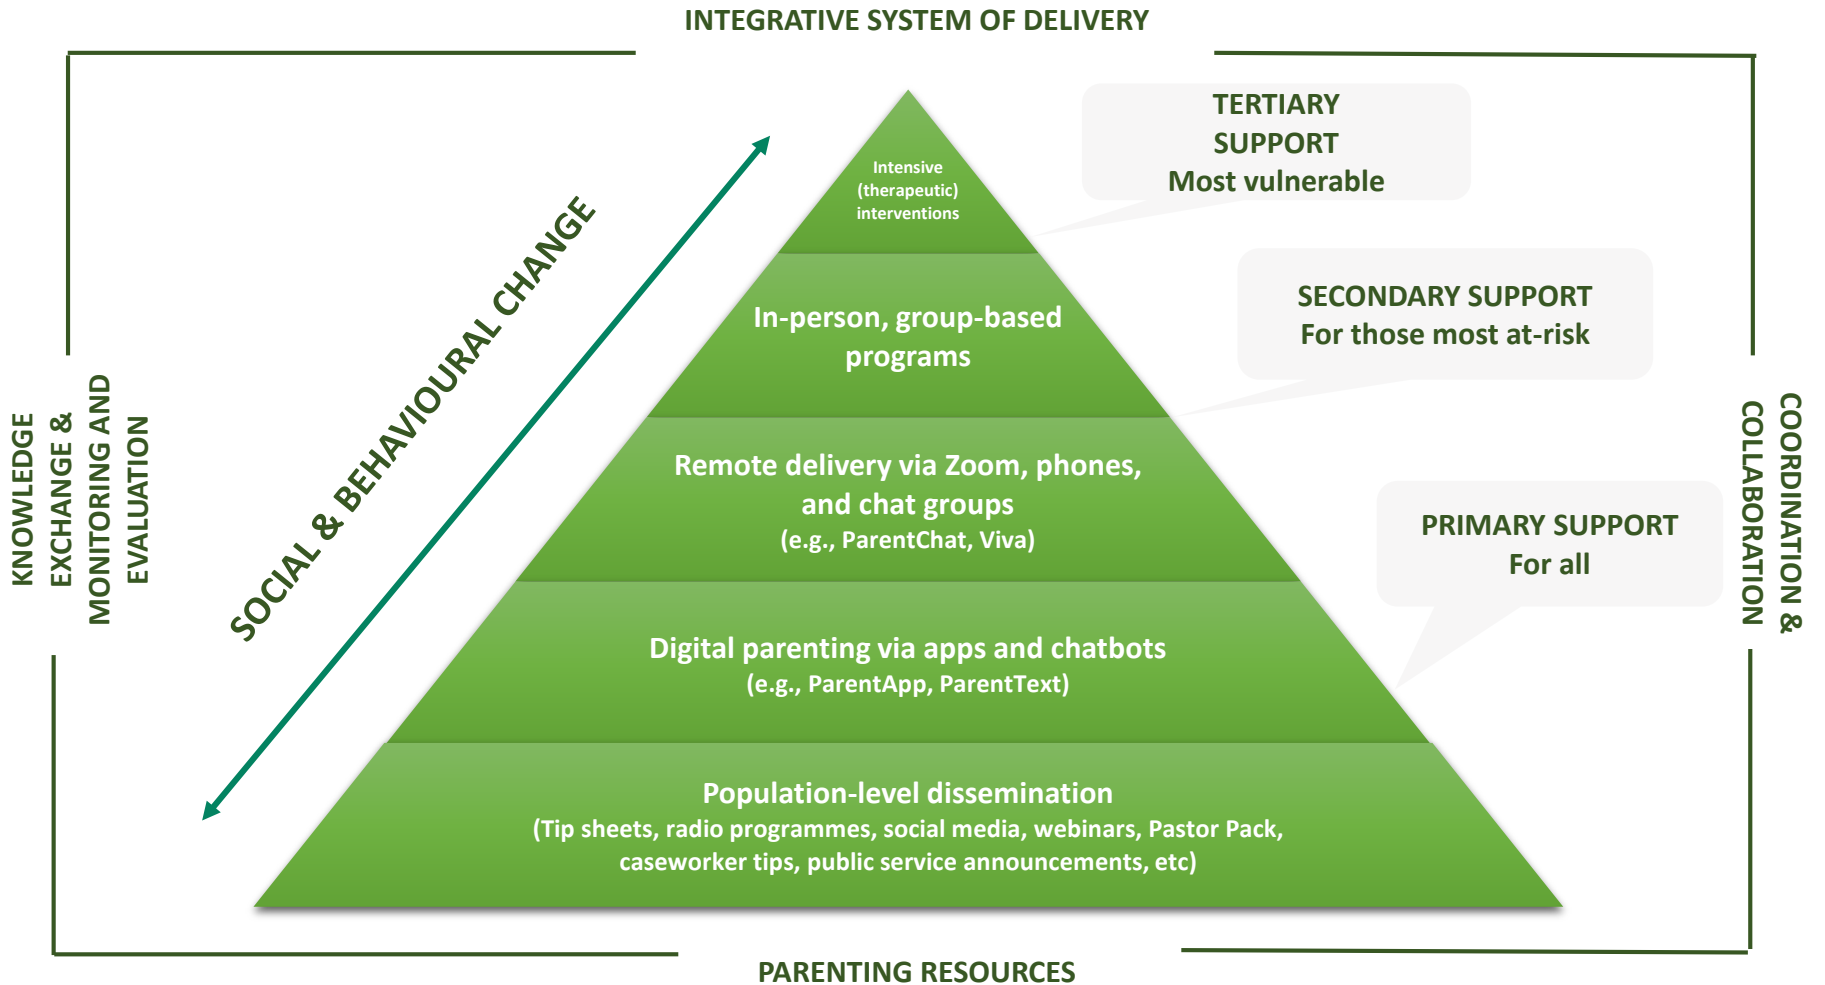 INTEGRATIVE SYSTEM OF DELIVERY
TERTIARY
SUPPORT
Most vulnerable
Intensive
(therapeutic)
interventions
SECONDARY SUPPORT
For those most at-risk
In-person, group-based
programs
SOCIAL & BEHAVIOURAL CHANGE
KNOWLEDGE
EXCHANGE &
MONITORING AND
EVALUATION
Remote delivery via Zoom, phones,
and chat groups
(e.g., ParentChat, Viva)
PRIMARY SUPPORT
For all
COORDINATION &
COLLABORATION
Digital parenting via apps and chatbots
(e.g., ParentApp, ParentText)
Population-level dissemination
(Tip sheets, radio programmes, social media, webinars, Pastor Pack,
caseworker tips, public service announcements, etc)
PARENTING RESOURCES